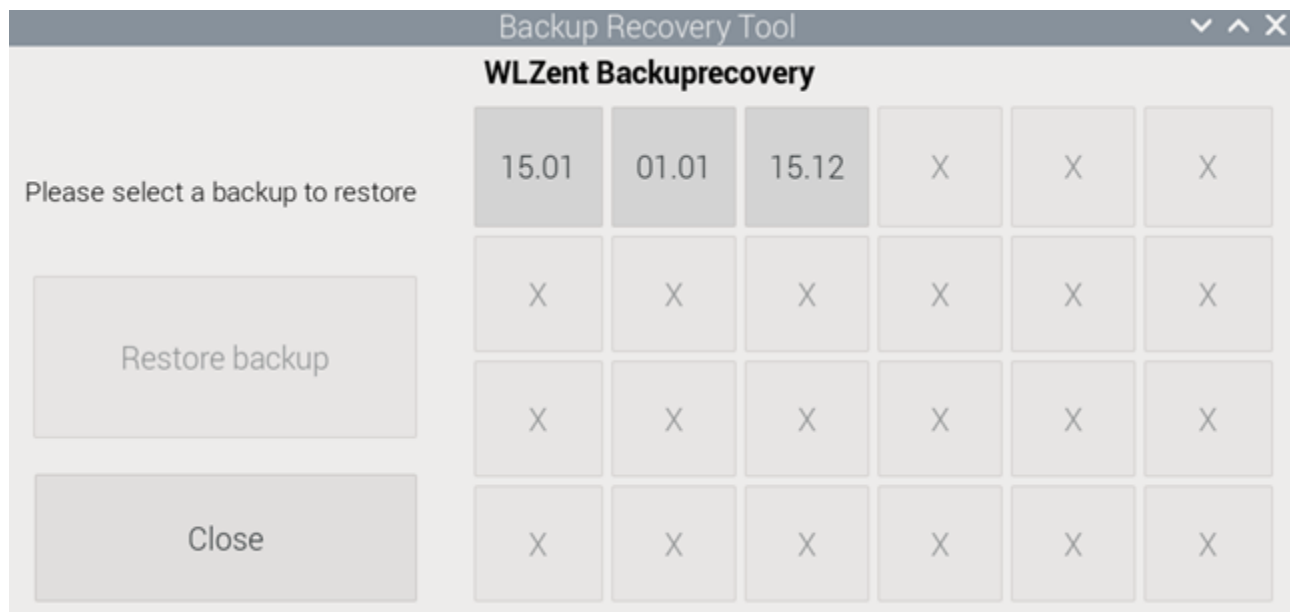 Backup Recovery Tool
WLZent Backuprecovery
Please select a backup to restore
Restore backup
Close
15.01 01.01 15.12 X X X
X X X X X X
X X X X X X
X X X X X X